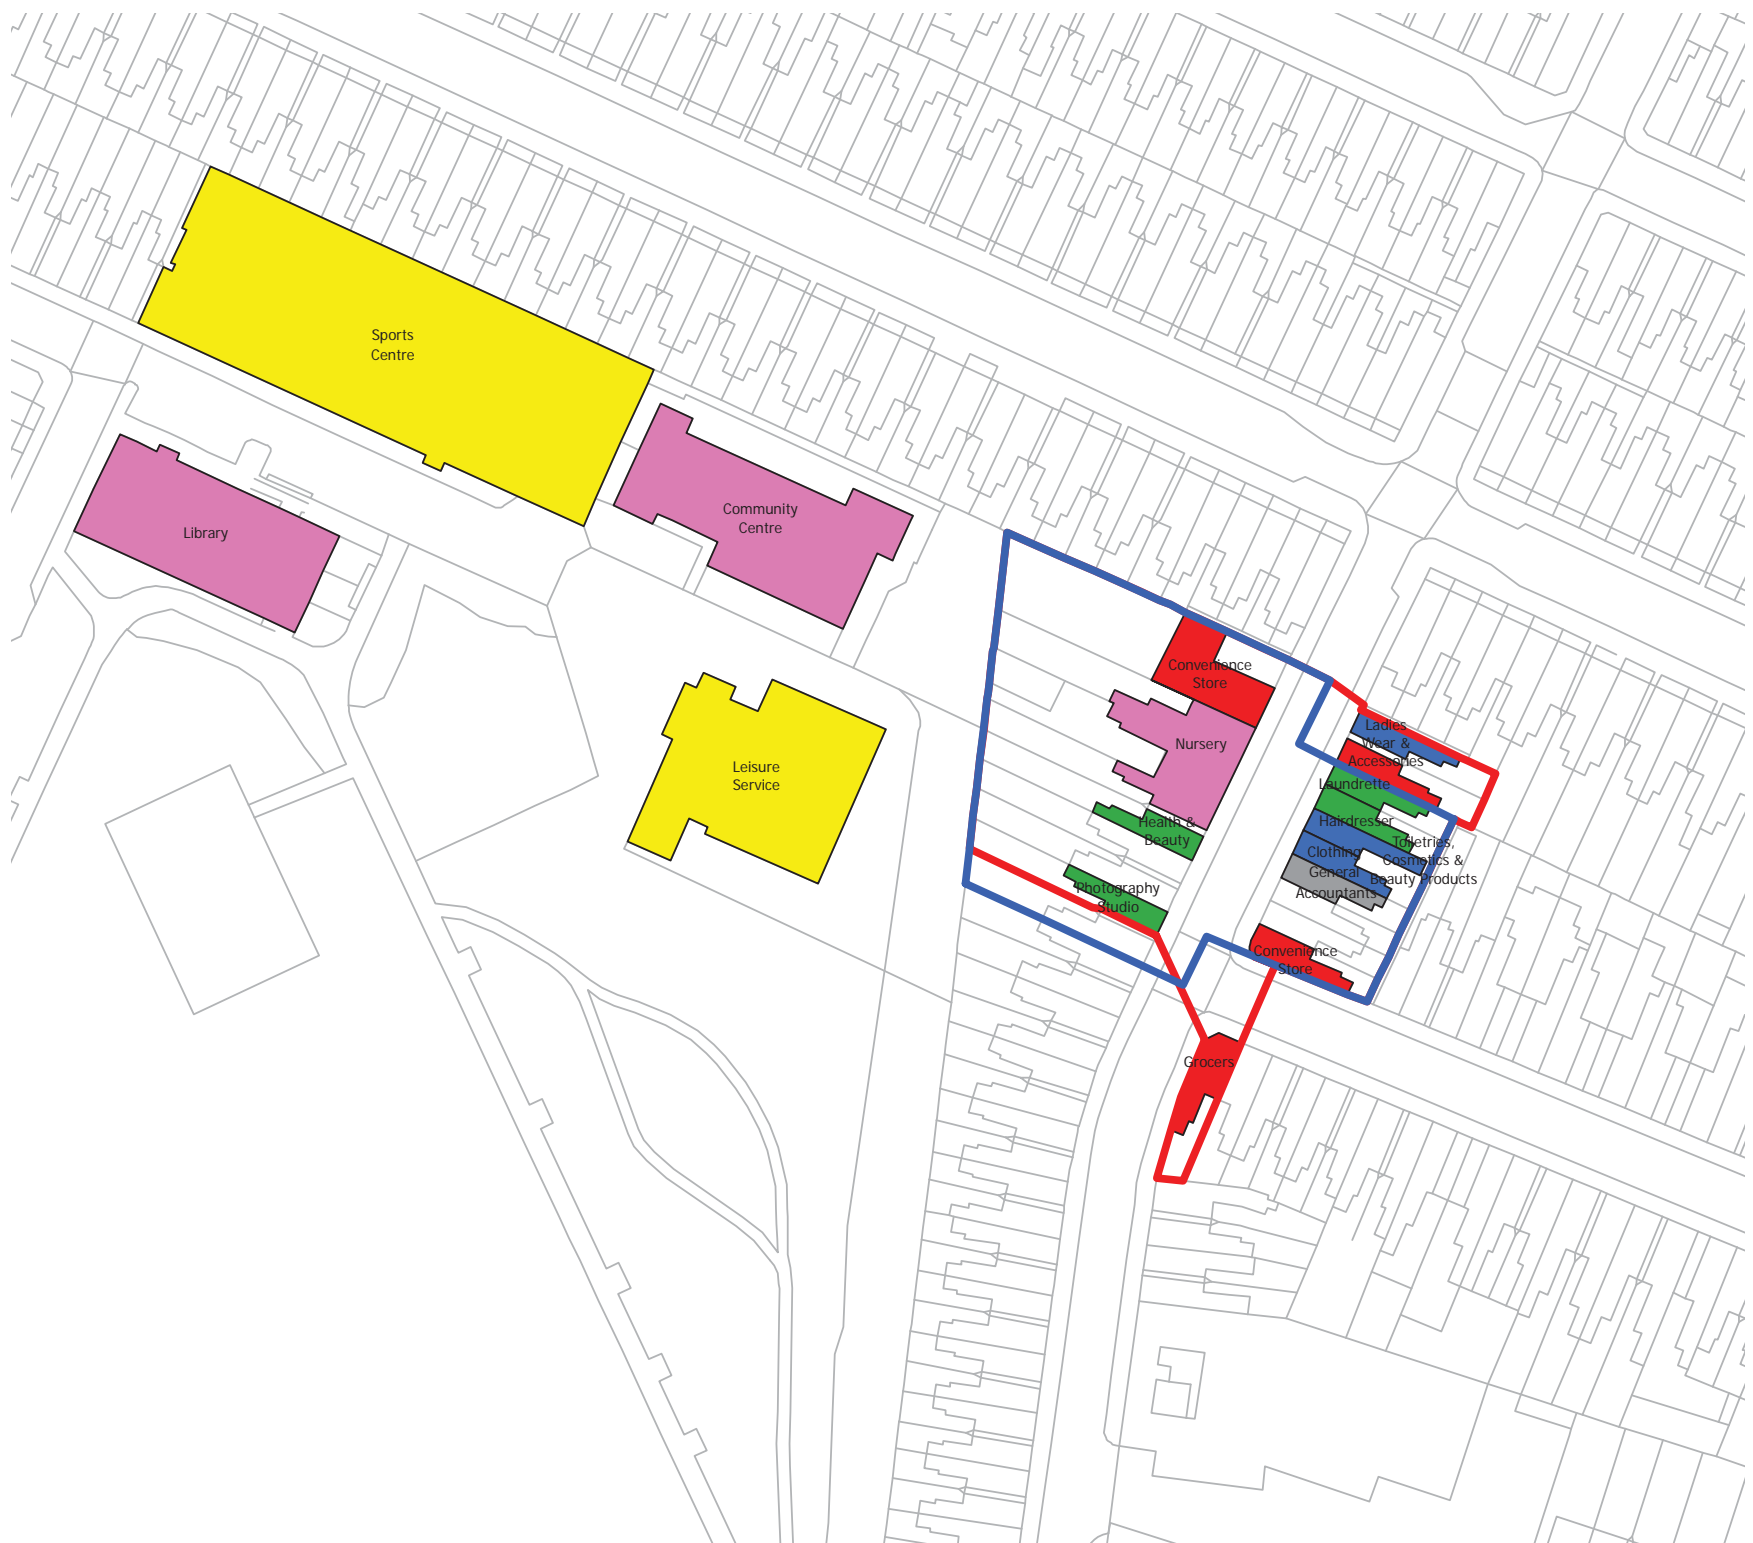 Sports
Centre
Library
Community
Centre
Leisure
Service
Convenience
Store
Nursery
Health &
Beauty
Photography
Studio
Ladies
Wear &
Accessories
Laundrette
Hairdresser
Toiletries,
Cosmetics &
Beauty Products
Clothing
General
Accountants
Convenience
Store
Grocers